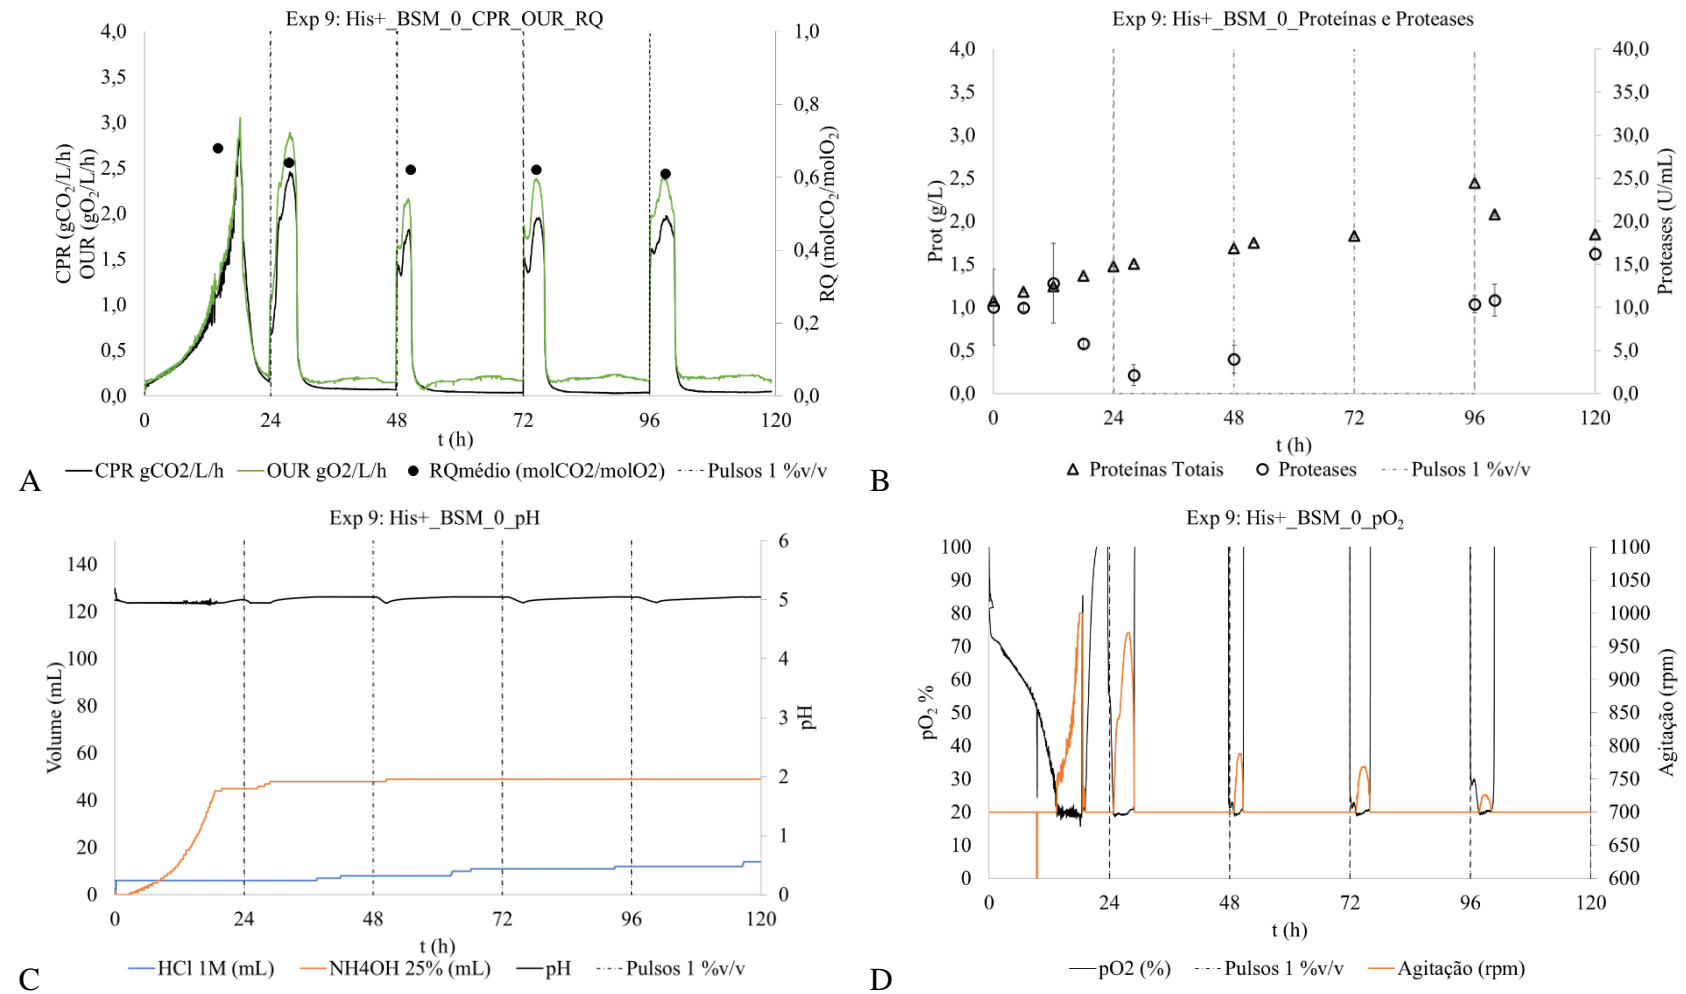 A
Exp 9: His+_BSM_0_CPR_OUR_RQ
CPR (gCO2/L/h)
OUR (gO2/L/h)
4,0
3,5
3,0
2,5
2,0
1,5
1,0
0,5
0,0
1,0
0,8
0,6
0,4
0,2
0,0
RQ (molCO2/molO2)
0 24 48 72 96 120
t (h)
CPR gCO2/L/h OUR gO2/L/h RQmédio (molCO2/molO2) Pulsos 1 %v/v
B
Exp 9: His+_BSM_0_Proteínas e Proteases
Prot (g/L)
4,0
3,5
3,0
2,5
2,0
1,5
1,0
0,5
0,0
40,0
35,0
30,0
25,0
20,0
15,0
10,0
5,0
0,0
Proteases (U/mL)
0 24 48 72 96 120
t (h)
Proteínas Totais Proteases Pulsos 1 %v/v
C
Exp 9: His+_BSM_0_pH
Volume (mL)
140
120
100
80
60
40
20
0
6
5
4
3
2
1
0
pH
0 24 48 72 96 120
t (h)
HCl 1M (mL) NH4OH 25% (mL) pH Pulsos 1 %v/v
D
Exp 9: His+_BSM_0_pO2
pO2 %
100
90
80
70
60
50
40
30
20
10
0
1100
1050
1000
950
900
850
800
750
700
650
600
Agitação (rpm)
0 24 48 72 96 120
t (h)
pO2 (%) Pulsos 1 %v/v Agitação (rpm)